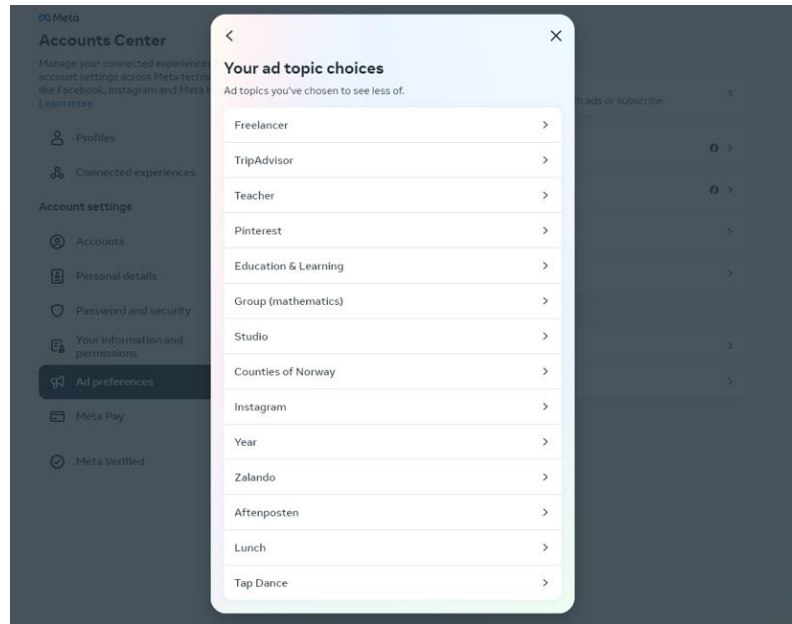 Meta
Accounts Center
Manage your connected experiences
account settings across Meta techno
like Facebook, Instagram and Meta
Learn more
Profiles
Connected experiences
Account settings
Accounts
Personal details
Password and security
Your information and
permissions
Ad preferences
Meta Pay
Meta Verified
Your ad topic choices
Ad topics you've chosen to see less of.
Freelancer
TripAdvisor
Teacher
Pinterest
Education & Learning
Group (mathematics)
Studio
Counties of Norway
Instagram
Year
Zalando
Aftenposten
Lunch
Tap Dance
th ads or subscribe.